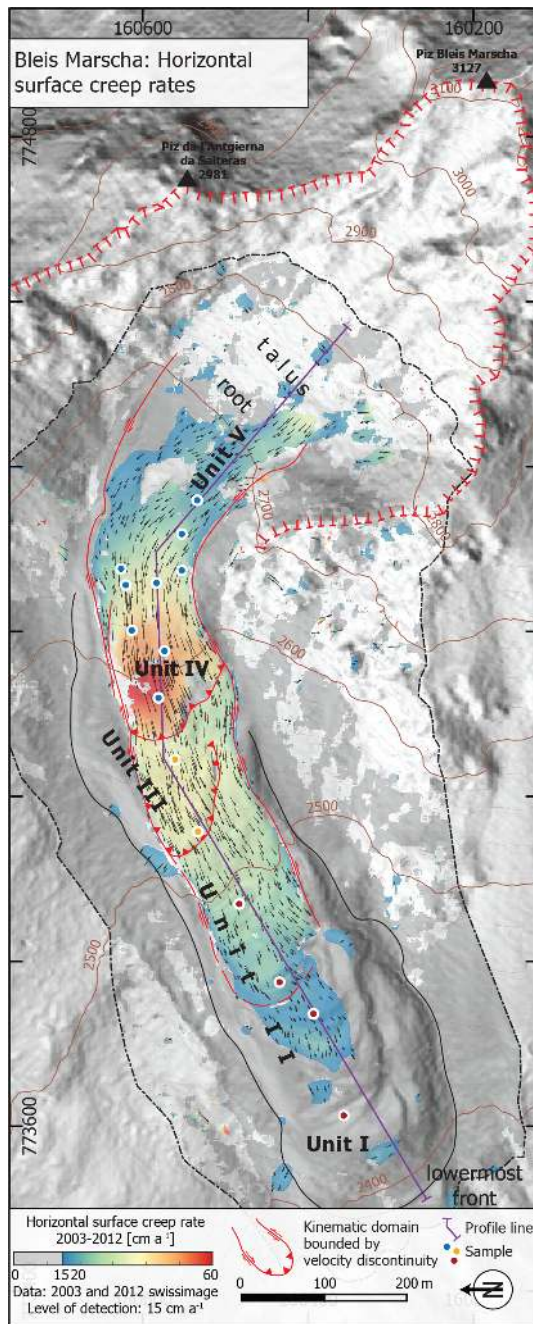 160600
160200
Bleis Marscha: Horizontal
surface creep rates
Piz Bleis Marscha
3127
3100
774800
Piz da l'Antgierna
da Salteras
2981
3000
2900
talus
root
Unit V
2700
2800
2600
Unit IV
Unit III
2500
Unit II
2500
773600
Unit I
2400
lowermost
front
Horizontal surface creep rate
2003-2012 [cm a⁻¹]
0 15 20 60
Data: 2003 and 2012 swissimage
Level of detection: 15 cm a⁻¹
Kinematic domain
bounded by
velocity discontinuity
Profile line
Sample
0 100 200 m
N